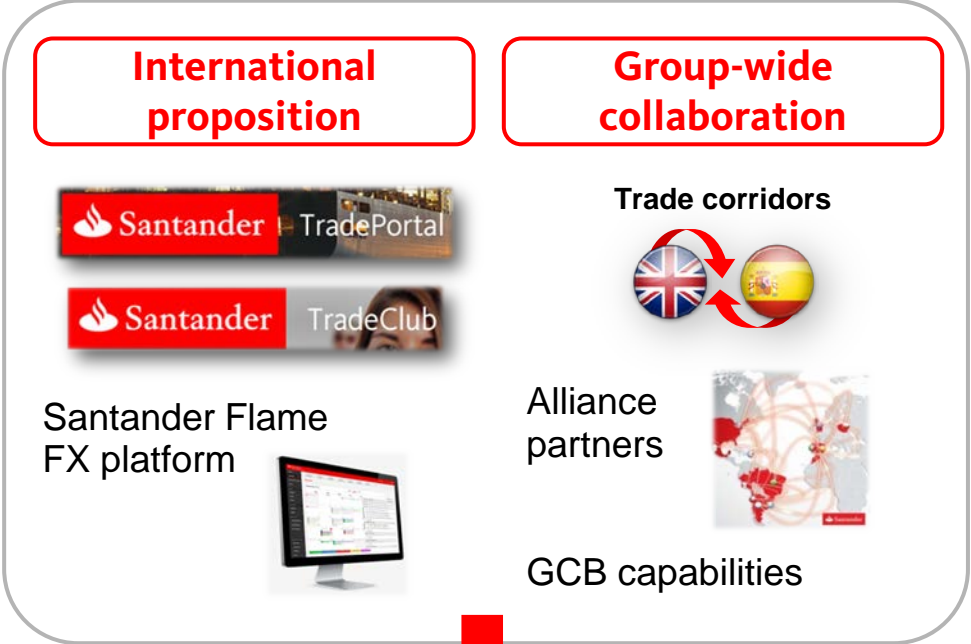 International
proposition
Santander TradePortal
Santander TradeClub
Santander Flame
FX platform
Group-wide
collaboration
Trade corridors
Alliance
partners
Santander
GCB capabilities